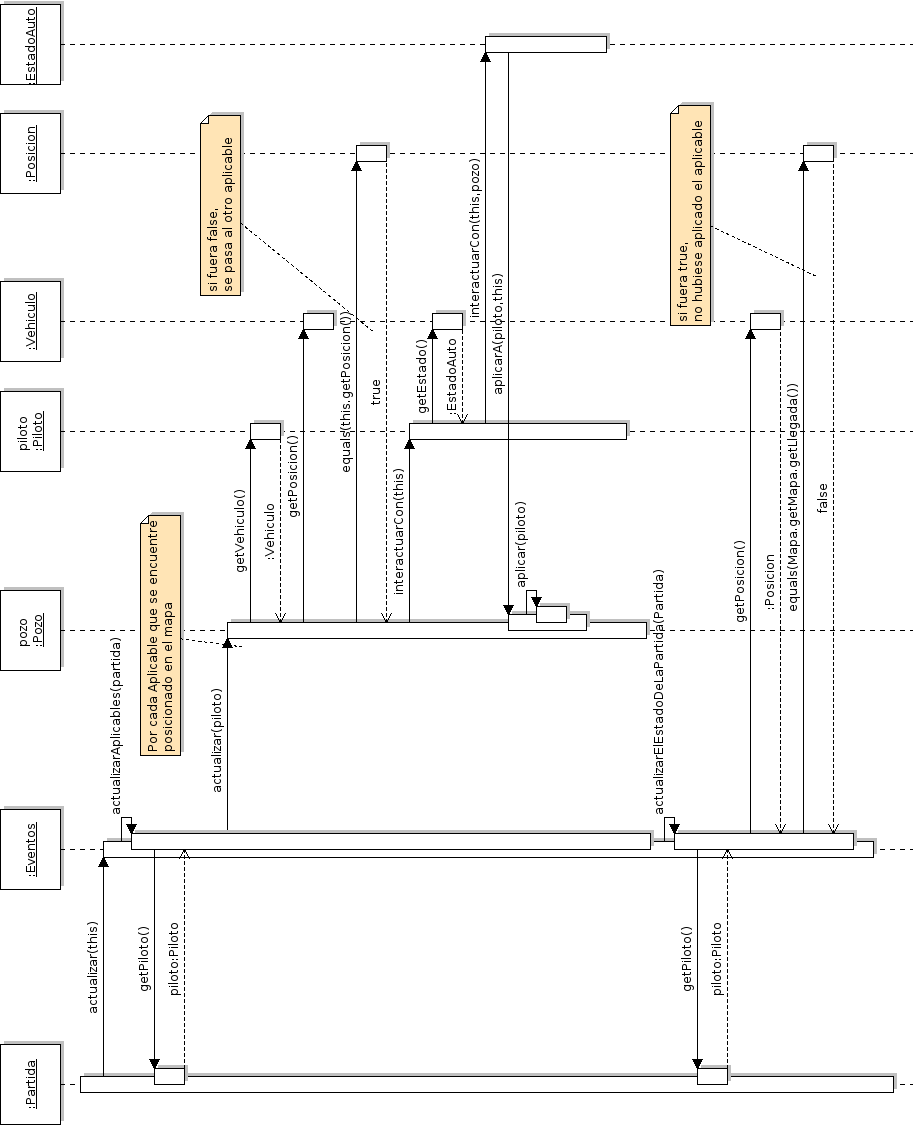 :Partida
:Eventos
pozo
:Pozo
piloto
:Piloto
:Vehiculo
:Posicion
:EstadoAuto
actualizar(this)
actualizarAplicables(partida)
getPiloto()
piloto:Piloto
Por cada Aplicable que se encuentre
posicionado en el mapa
actualizar(piloto)
getVehiculo()
:Vehiculo
getPosicion()
si fuera false,
se pasa al otro aplicable
equals(this.getPosicion())
true
interactuarCon(this)
getEstado()
:EstadoAuto
interactuarCon(this,pozo)
aplicarA(piloto,this)
aplicar(piloto)
actualizarElEstadoDeLaPartida(Partida)
getPiloto()
piloto:Piloto
getPosicion()
:Posicion
si fuera true,
no hubiese aplicado el aplicable
equals(Mapa.getMapa.getLlegada())
false